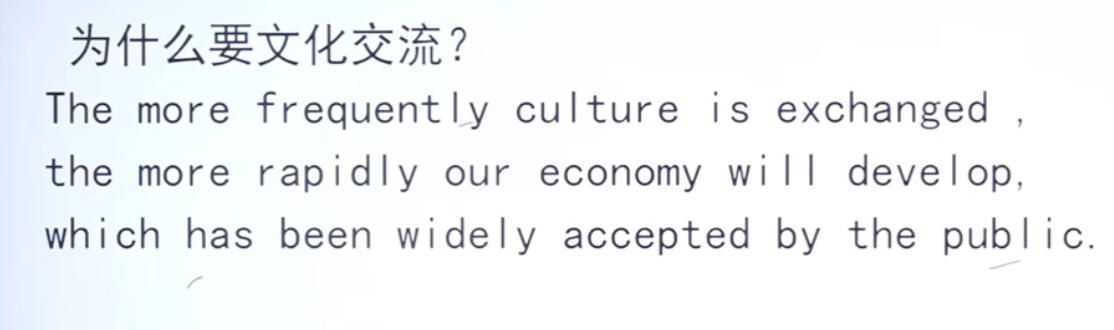 为什么要文化交流？
The more frequently culture is exchanged ,
the more rapidly our economy will develop,
which has been widely accepted by the public.